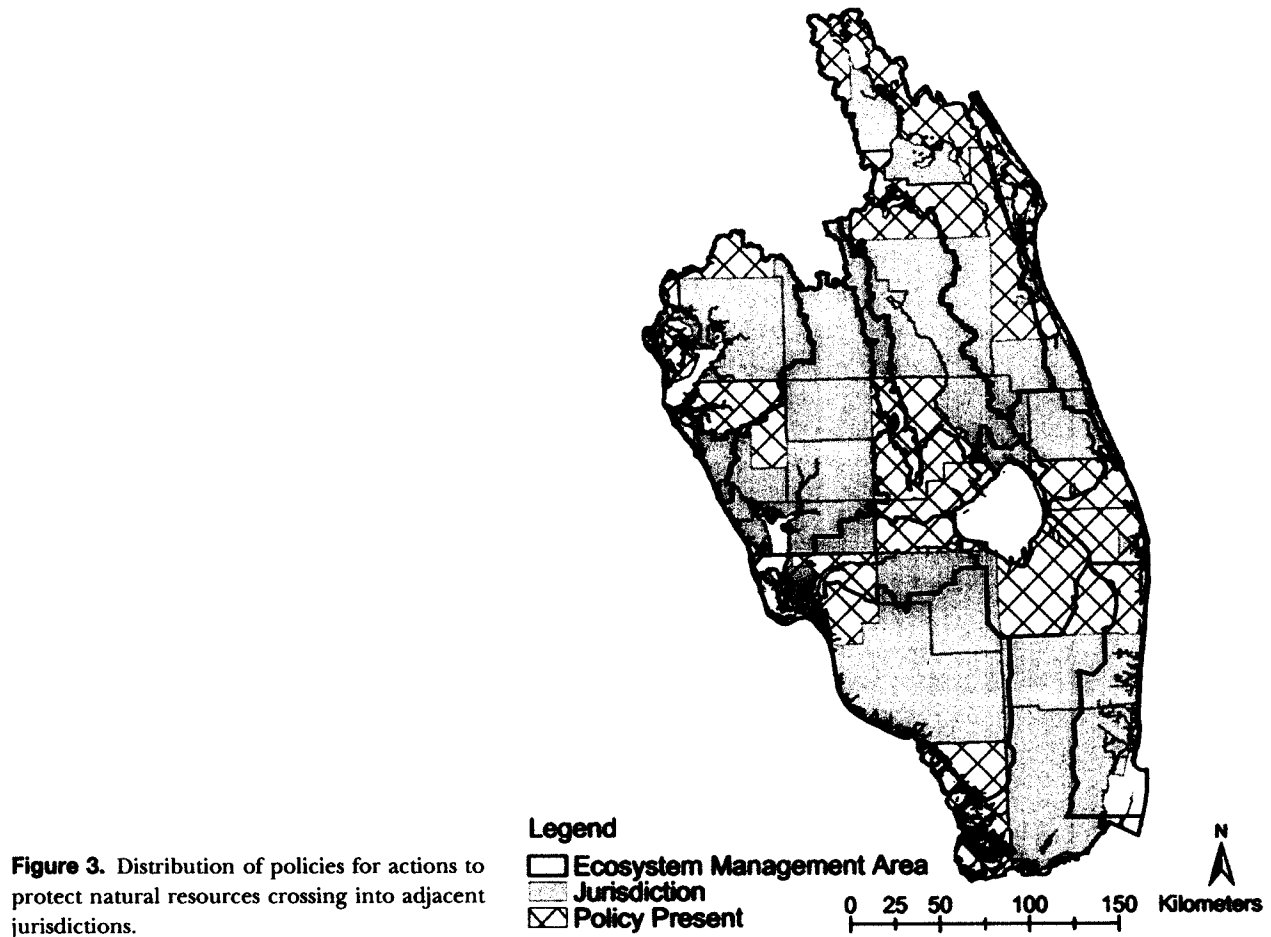 Legend
Ecosystem Management Area
Jurisdiction
Policy Present
N
0 25 50 100 150 Kilometers
Figure 3. Distribution of policies for actions to
protect natural resources crossing into adjacent
jurisdictions.